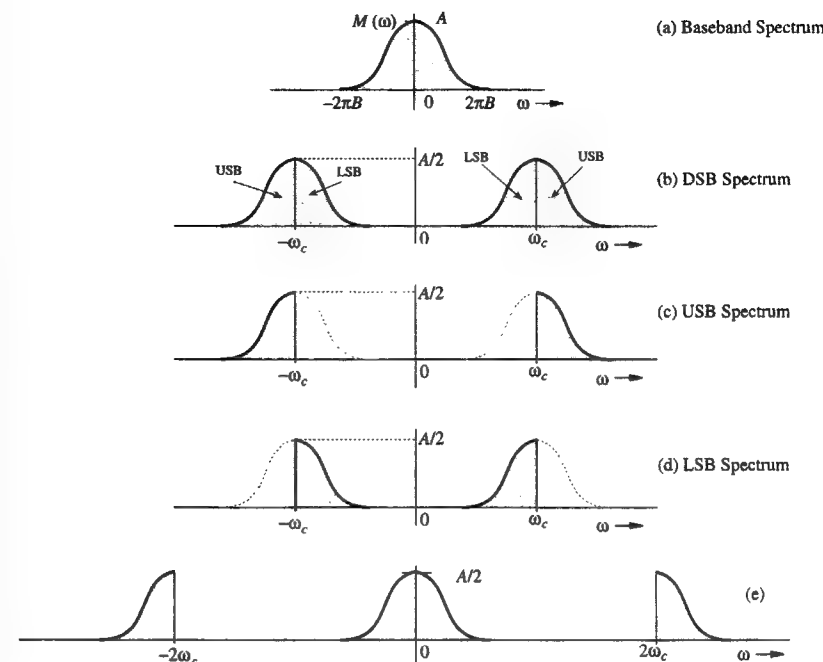 M(ω) A (a) Baseband Spectrum
−2πB 0 2πB ω
USB LSB A/2 LSB USB (b) DSB Spectrum
−ω_c 0 ω_c ω
A/2 (c) USB Spectrum
−ω_c 0 ω_c ω
A/2 (d) LSB Spectrum
−ω_c 0 ω_c ω
A/2 (e)
−2ω_c 0 2ω_c ω